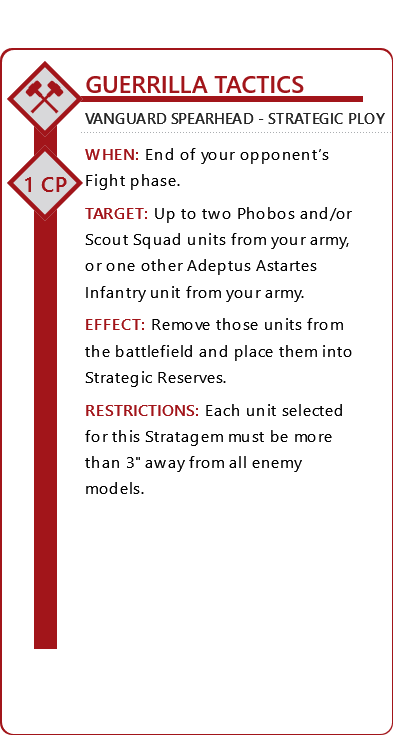 GUERRILLA TACTICS
VANGUARD SPEARHEAD - STRATEGIC PLOY
1 CP
WHEN: End of your opponent’s
Fight phase.
TARGET: Up to two Phobos and/or
Scout Squad units from your army,
or one other Adeptus Astartes
Infantry unit from your army.
EFFECT: Remove those units from
the battlefield and place them into
Strategic Reserves.
RESTRICTIONS: Each unit selected
for this Stratagem must be more
than 3" away from all enemy
models.